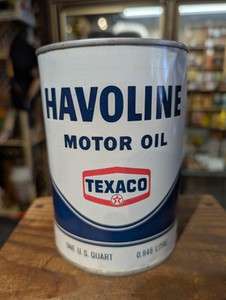 HAVOLINE
MOTOR OIL
TEXACO
ONE U.S. QUART 0.946 LITRE